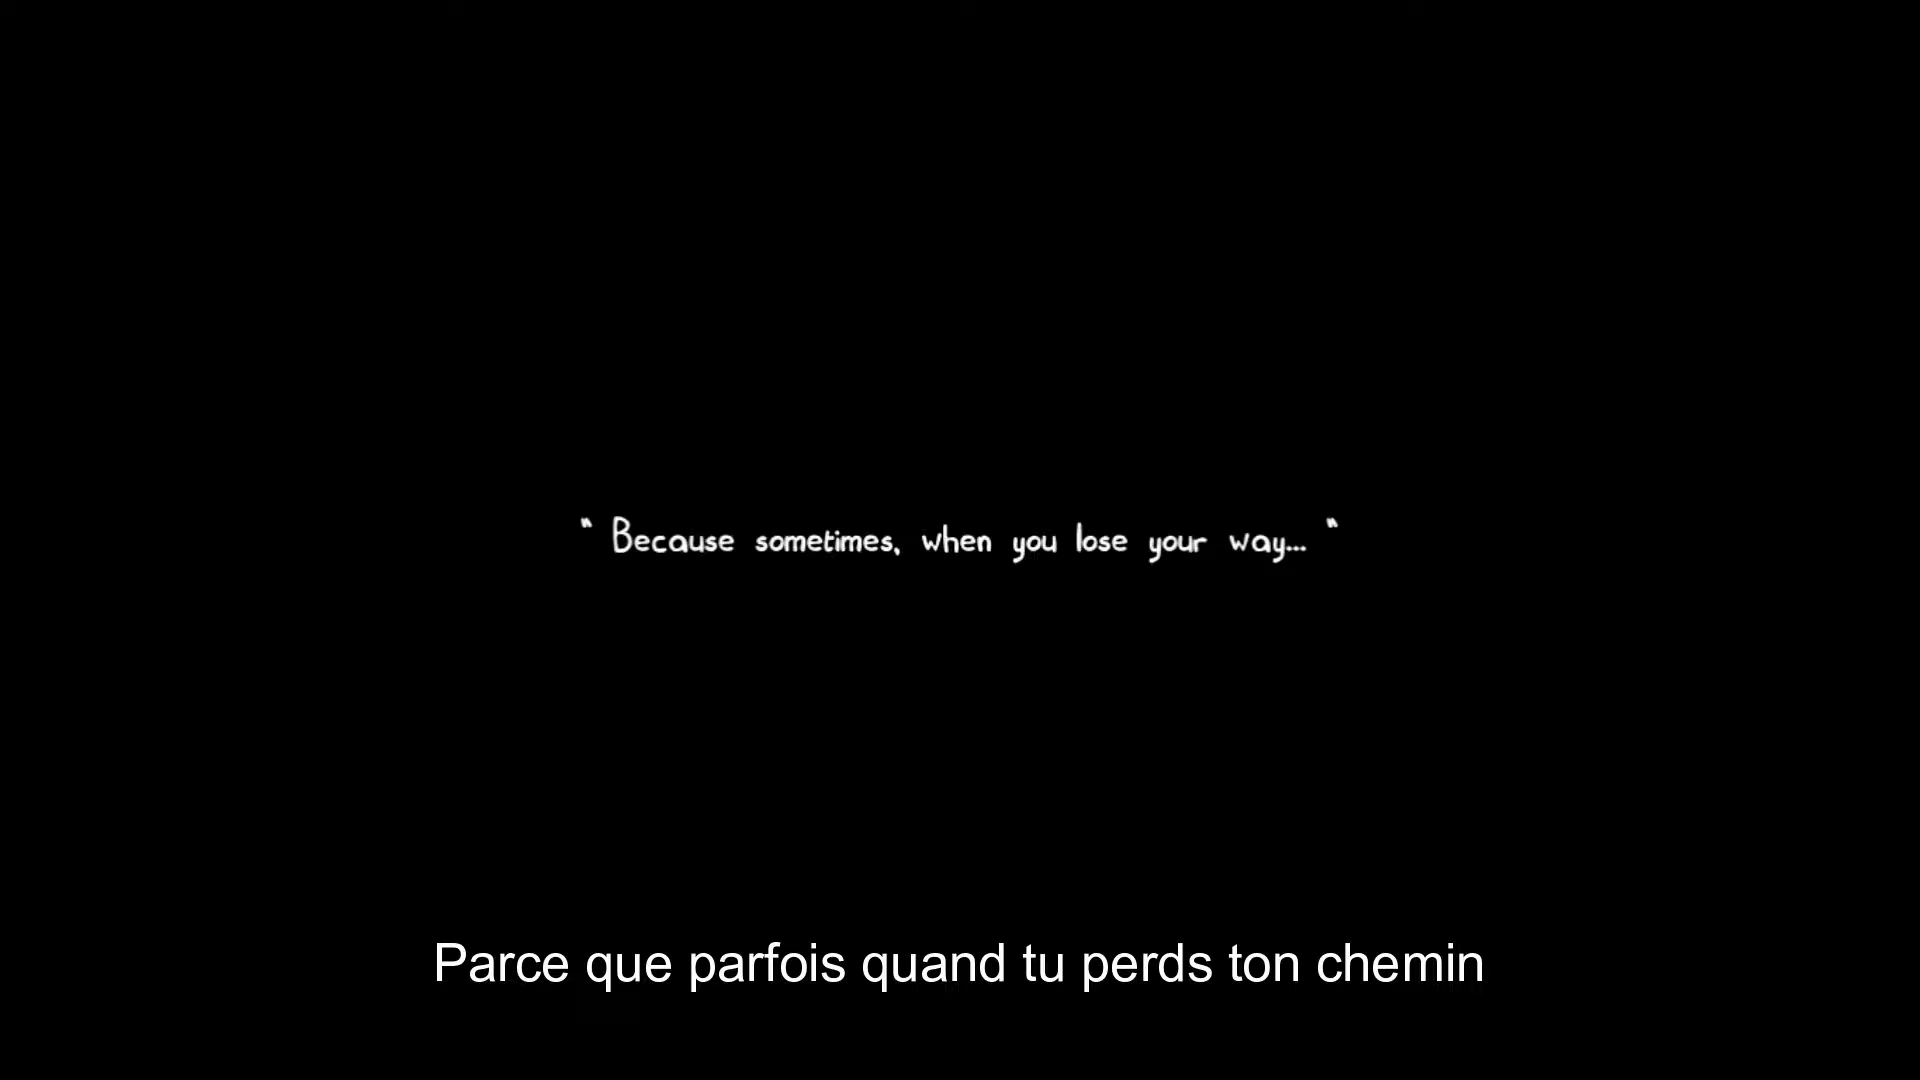 " Because sometimes, when you lose your way... "
Parce que parfois quand tu perds ton chemin